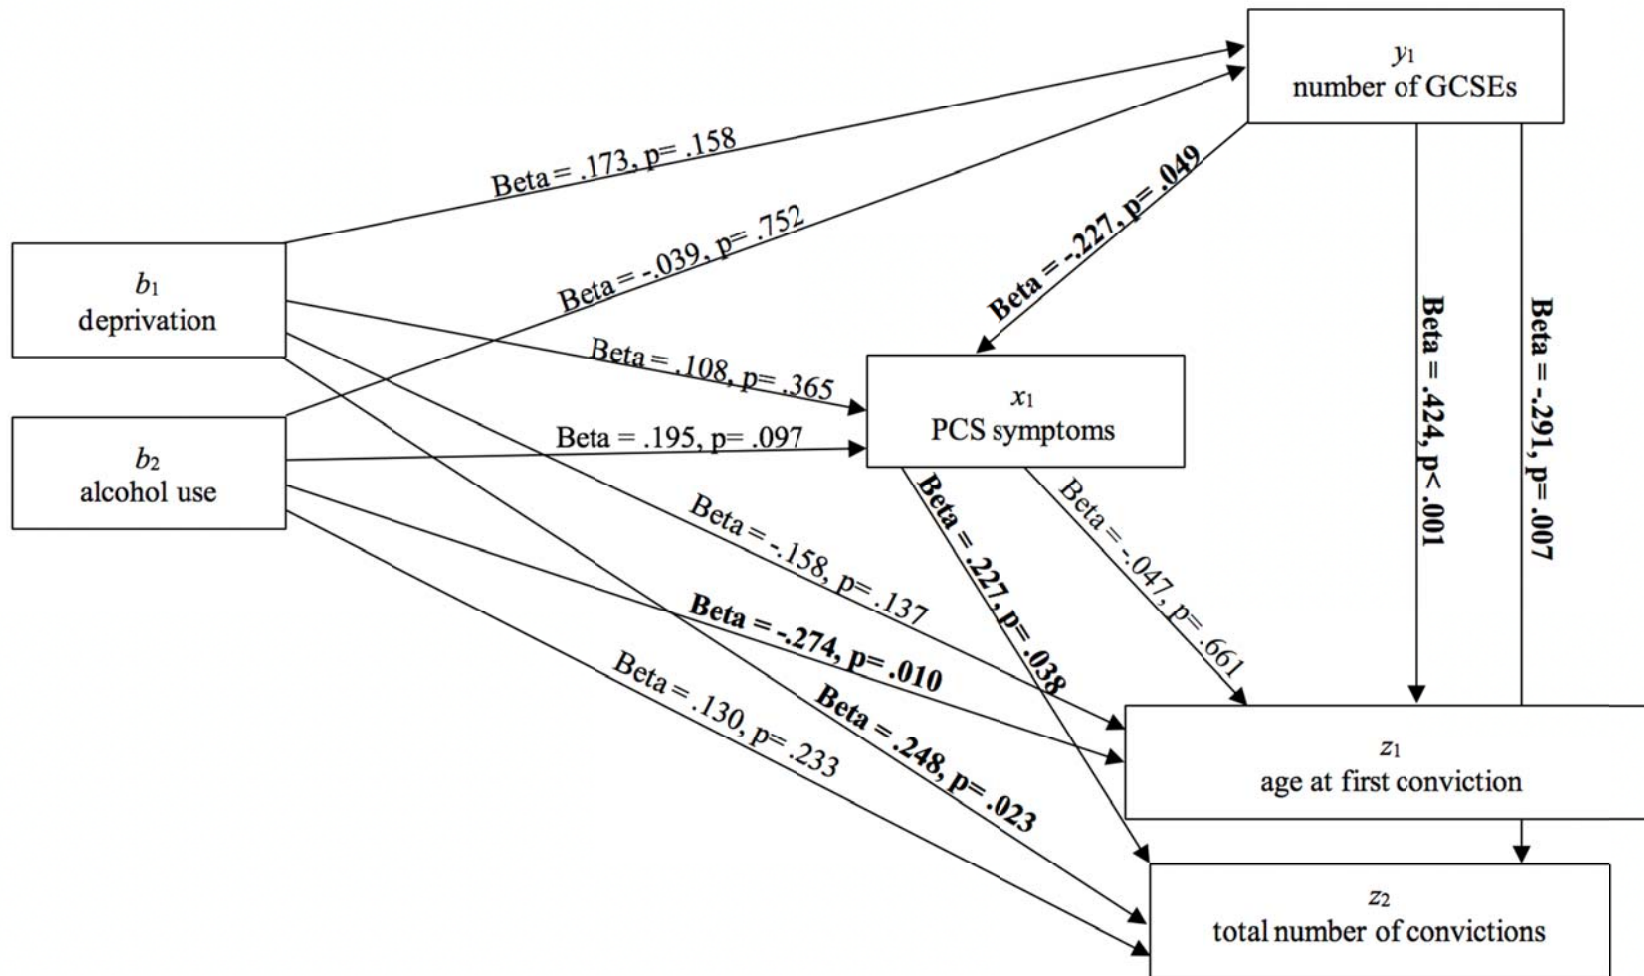 y1
number of GCSEs
Beta = .173, p= .158
Beta = -.039, p= .752
Beta = -.227, p= .049
b1
deprivation
Beta = .108, p= .365
x1
PCS symptoms
Beta = .424, p< .001
Beta = -.291, p= .007
b2
alcohol use
Beta = .195, p= .097
Beta = -.158, p= .137
Beta = .227, p= .038
Beta = -.047, p= .661
Beta = -.274, p= .010
Beta = .130, p= .233
Beta = .248, p= .023
z1
age at first conviction
z2
total number of convictions